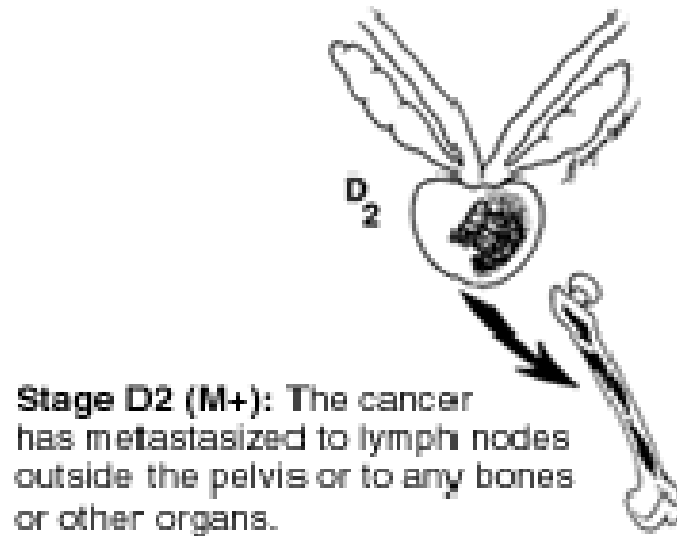 D2
Stage D2 (M+): The cancer
has metastasized to lymph nodes
outside the pelvis or to any bones
or other organs.